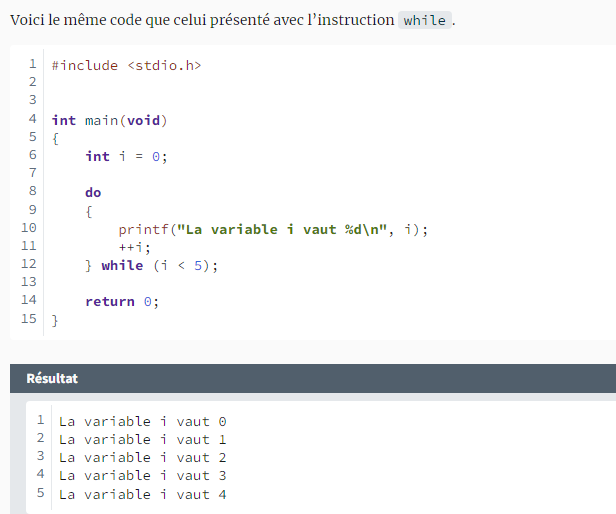 Voici le même code que celui présenté avec l’instruction while.
1 #include <stdio.h>
2
3
4 int main(void)
5 {
6     int i = 0;
7
8     do
9     {
10         printf("La variable i vaut %d\n", i);
11         ++i;
12     } while (i < 5);
13
14     return 0;
15 }
Résultat
1 La variable i vaut 0
2 La variable i vaut 1
3 La variable i vaut 2
4 La variable i vaut 3
5 La variable i vaut 4